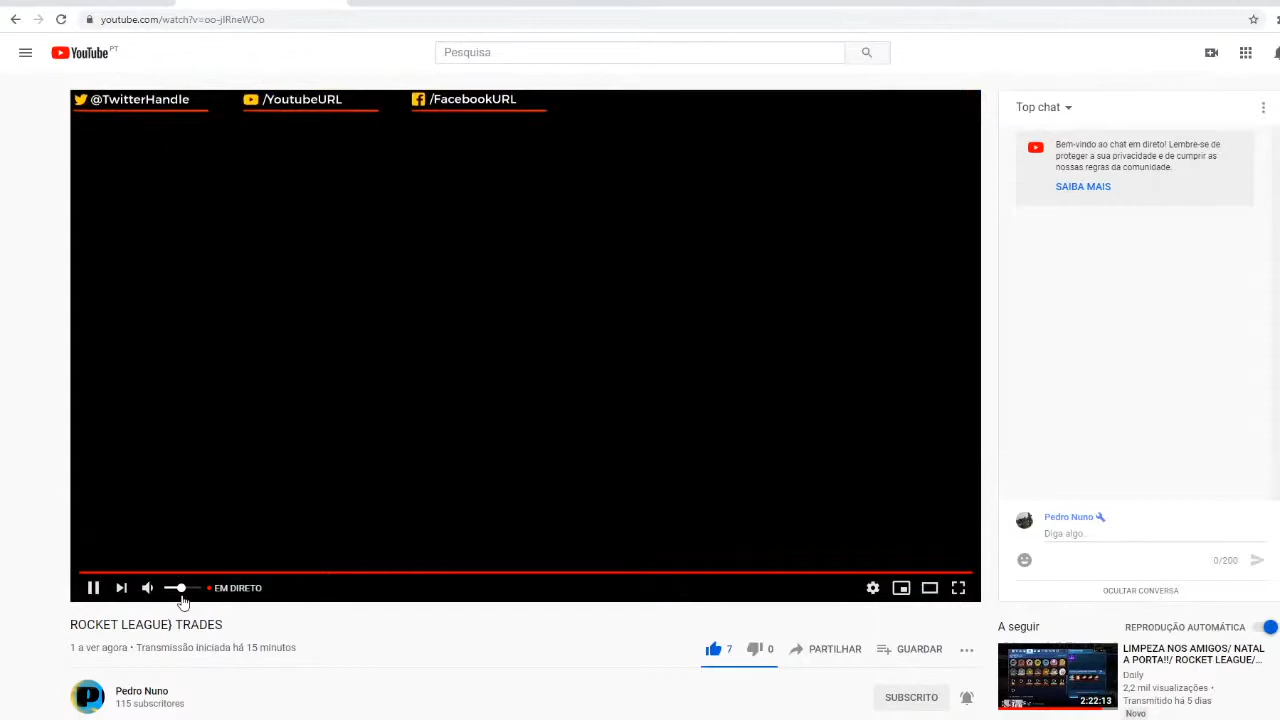 youtube.com/watch?v=oo-jlRneWOo
YouTube PT
Pesquisa
@TwitterHandle
/YoutubeURL
/FacebookURL
Top chat
Bem-vindo ao chat em direto! Lembre-se de
proteger a sua privacidade e de cumprir as
nossas regras da comunidade.
SAIBA MAIS
Pedro Nuno
Diga algo...
0/200
OCULTAR CONVERSA
EM DIRETO
ROCKET LEAGUE} TRADES
1 a ver agora • Transmissão iniciada há 15 minutos
7
0
PARTILHAR
GUARDAR
P
Pedro Nuno
115 subscritores
SUBSCRITO
A seguir
REPRODUÇÃO AUTOMÁTICA
LIMPEZA NOS AMIGOS/ NATAL
A PORTA!!/ ROCKET LEAGUE/...
Daily
2,2 mil visualizações •
Transmitido há 5 dias
Novo
2:22:13